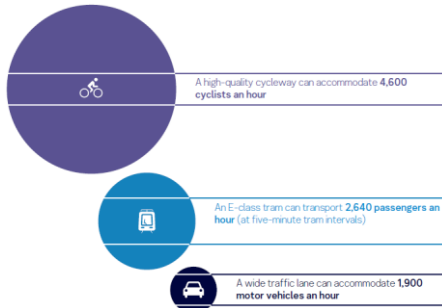 A high-quality cycleway can accommodate 4,600
cyclists an hour
An E-class tram can transport 2,640 passengers an
hour (at five-minute tram intervals)
A wide traffic lane can accommodate 1,900
motor vehicles an hour